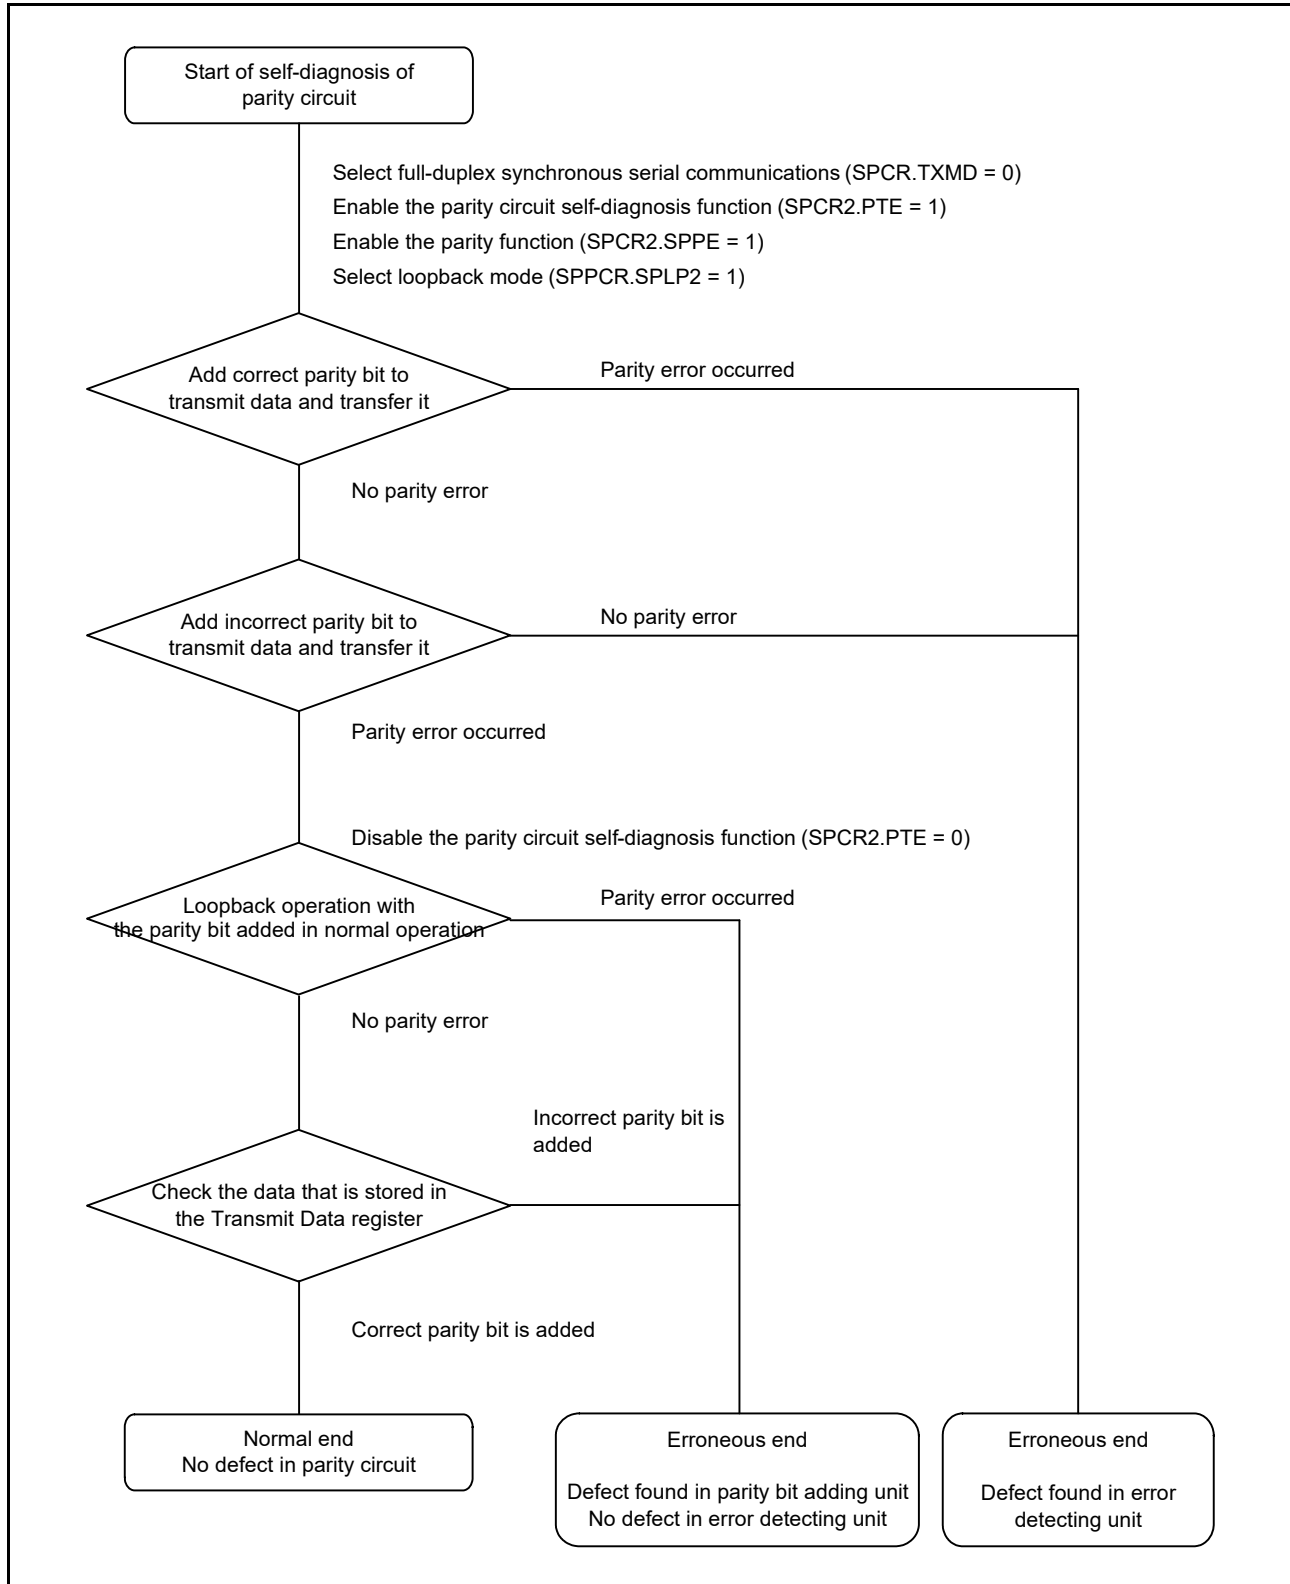 Start of self-diagnosis of
parity circuit
Select full-duplex synchronous serial communications (SPCR.TXMD = 0)
Enable the parity circuit self-diagnosis function (SPCR2.PTE = 1)
Enable the parity function (SPCR2.SPPE = 1)
Select loopback mode (SPPCR.SPLP2 = 1)
Add correct parity bit to
transmit data and transfer it
Parity error occurred
No parity error
Add incorrect parity bit to
transmit data and transfer it
No parity error
Parity error occurred
Disable the parity circuit self-diagnosis function (SPCR2.PTE = 0)
Loopback operation with
the parity bit added in normal operation
Parity error occurred
No parity error
Incorrect parity bit is
added
Check the data that is stored in
the Transmit Data register
Correct parity bit is added
Normal end
No defect in parity circuit
Erroneous end
Defect found in parity bit adding unit
No defect in error detecting unit
Erroneous end
Defect found in error
detecting unit